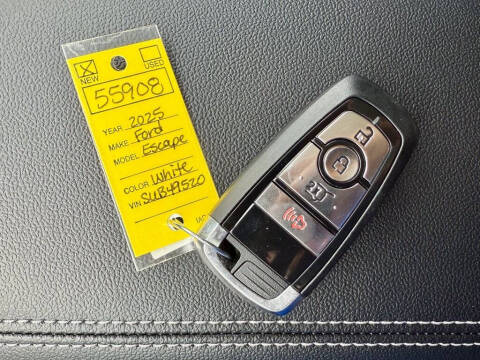 NEW USED
55908
YEAR 2025
MAKE Ford
MODEL Escape
COLOR White
VIN SUB49520